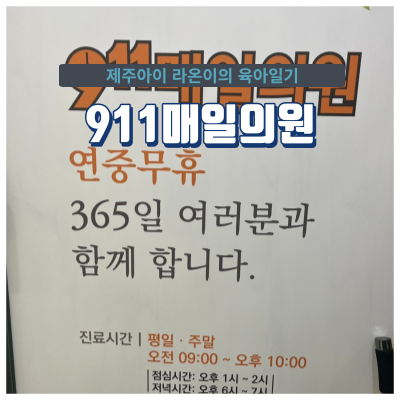 911매일의원
제주아이 라온이의 육아일기
911매일의원
연중무휴
365일 여러분과
함께 합니다.
진료시간 | 평일 · 주말
오전 09:00 ~ 오후 10:00
점심시간: 오후 1시 ~ 2시
저녁시간: 오후 6시 ~ 7시